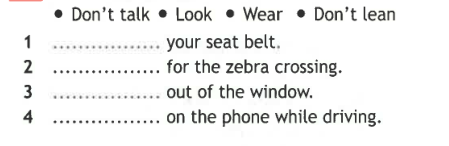 • Don't talk • Look • Wear • Don't lean
1 .................. your seat belt.
2 .................. for the zebra crossing.
3 .................. out of the window.
4 .................. on the phone while driving.